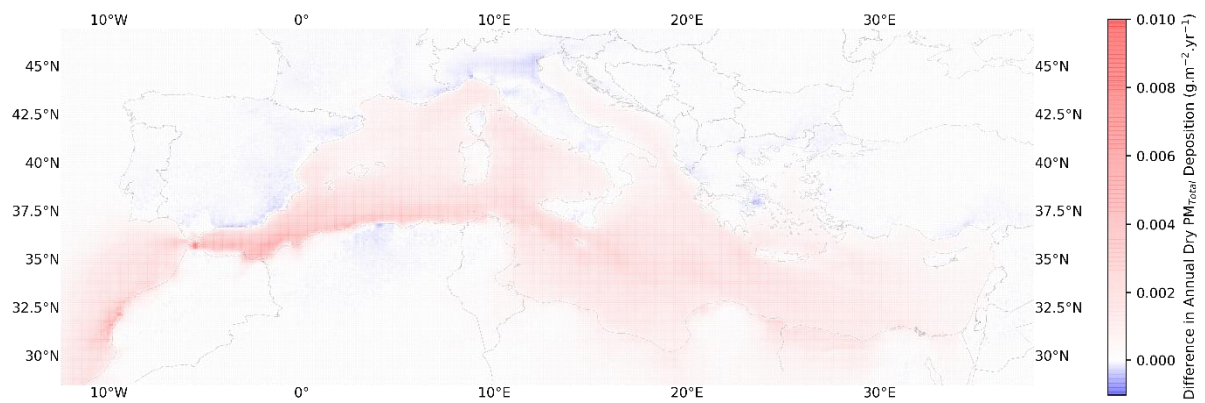 10°W 0° 10°E 20°E 30°E
45°N 45°N
42.5°N 42.5°N
40°N 40°N
37.5°N 37.5°N
35°N 35°N
32.5°N 32.5°N
30°N 30°N
10°W 0° 10°E 20°E 30°E
0.010
0.008
0.006
0.004
0.002
0.000
Difference in Annual Dry PM_Total Deposition (g.m⁻².yr⁻¹)